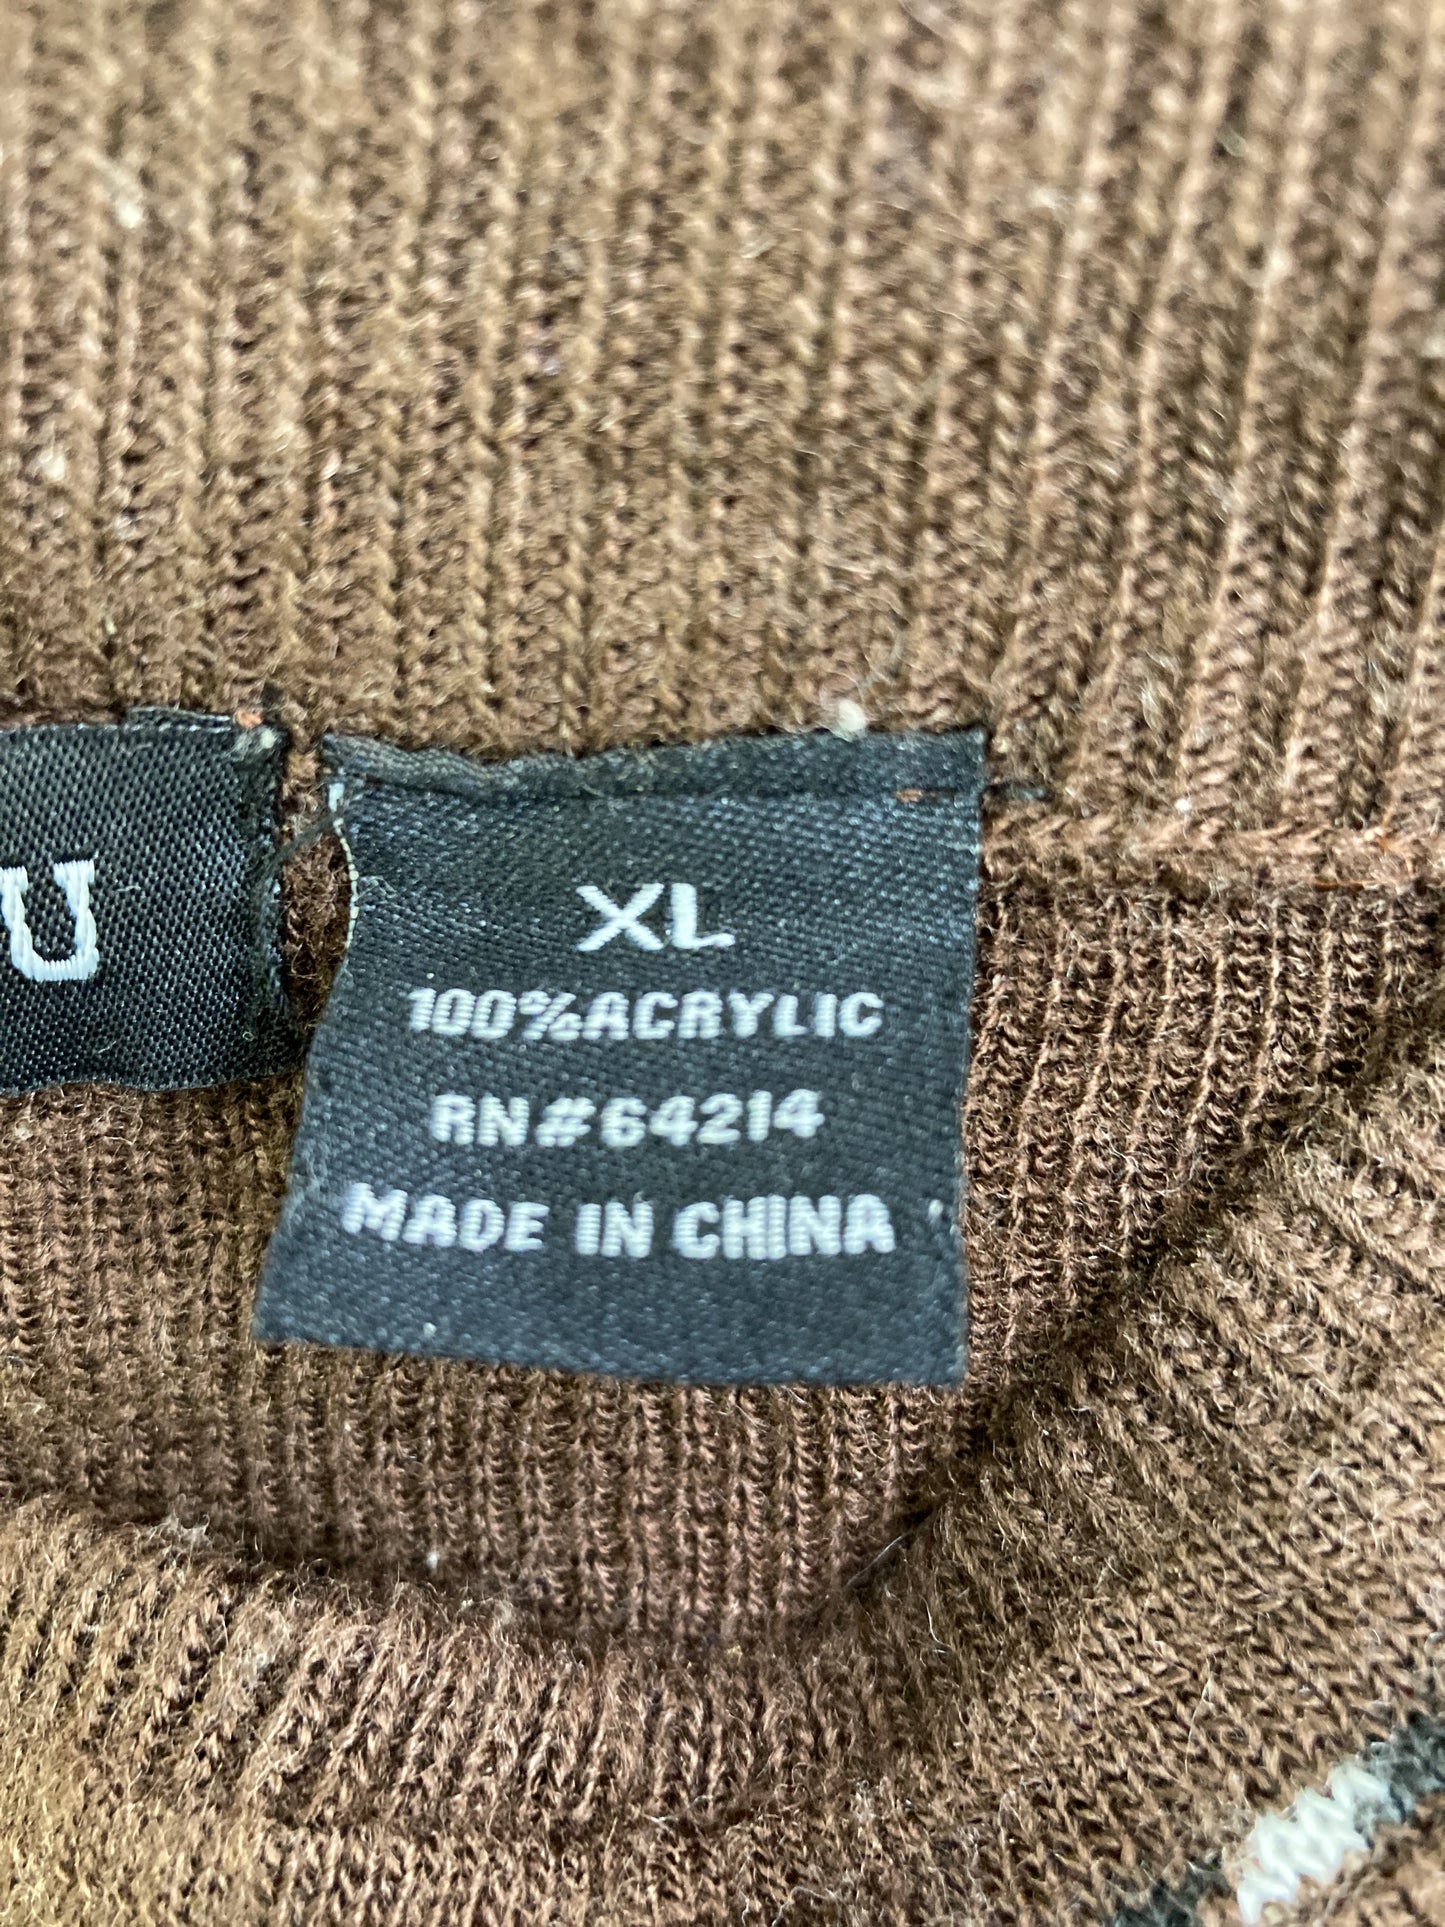 U
XL
100%ACRYLIC
RN#64214
MADE IN CHINA